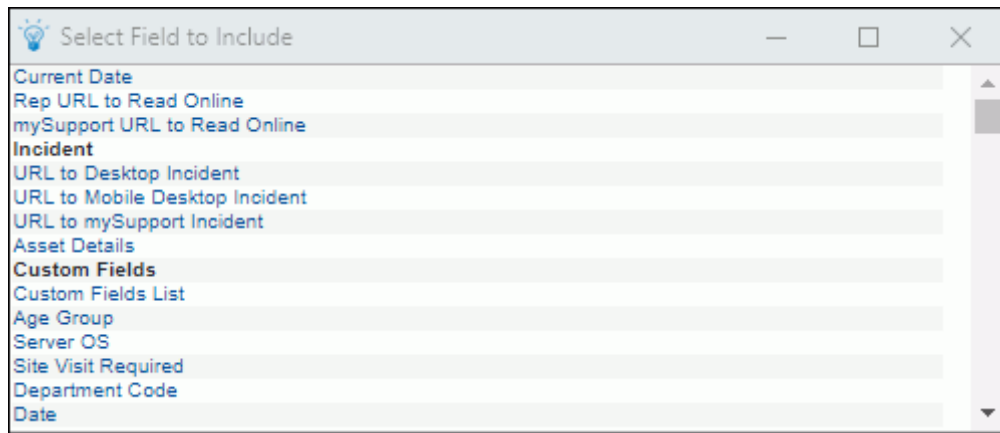 Select Field to Include
Current Date
Rep URL to Read Online
mySupport URL to Read Online
Incident
URL to Desktop Incident
URL to Mobile Desktop Incident
URL to mySupport Incident
Asset Details
Custom Fields
Custom Fields List
Age Group
Server OS
Site Visit Required
Department Code
Date